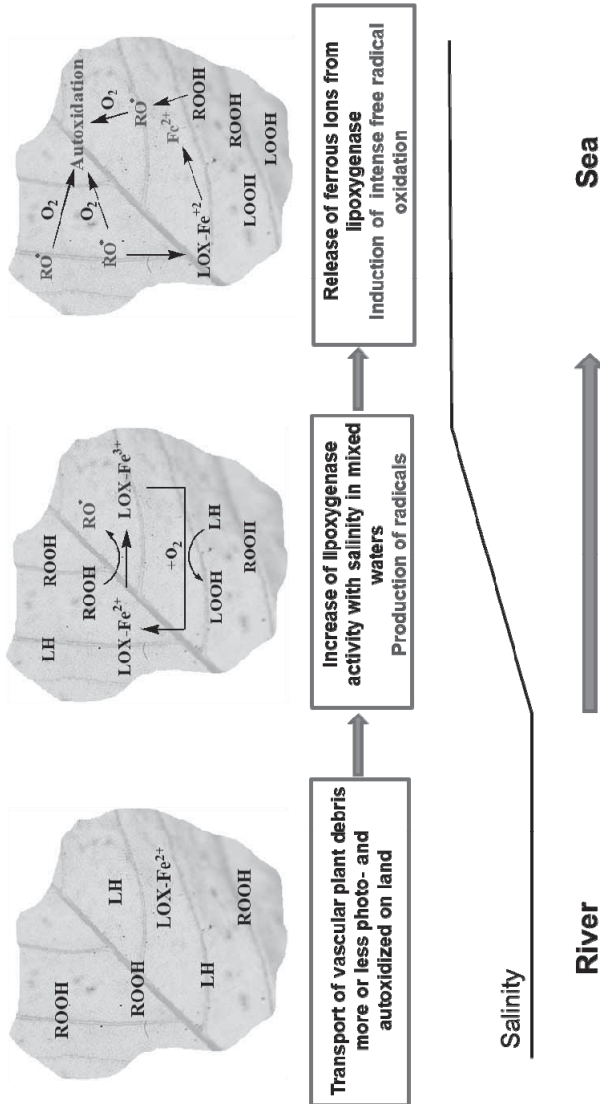 ROOH
LH
ROOH
LOX-Fe2+
LH
ROOH
Transport of vascular plant debris
more or less photo- and
autoxidized on land
LH
ROOH
ROOH
RO•
LOX-Fe2+
LOX-Fe3+
+O2
LOOH
LH
ROOH
Increase of lipoxygenase
activity with salinity in mixed
waters
Production of radicals
RO•
O2
Autoxidation
O2
O2
RO•
RO•
Fe2+
ROOH
LOX-Fe+2
ROOH
LOOH
LOOH
Release of ferrous Ions from
lipoxygenase
Induction of intense free radical
oxidation
Salinity
River
Sea